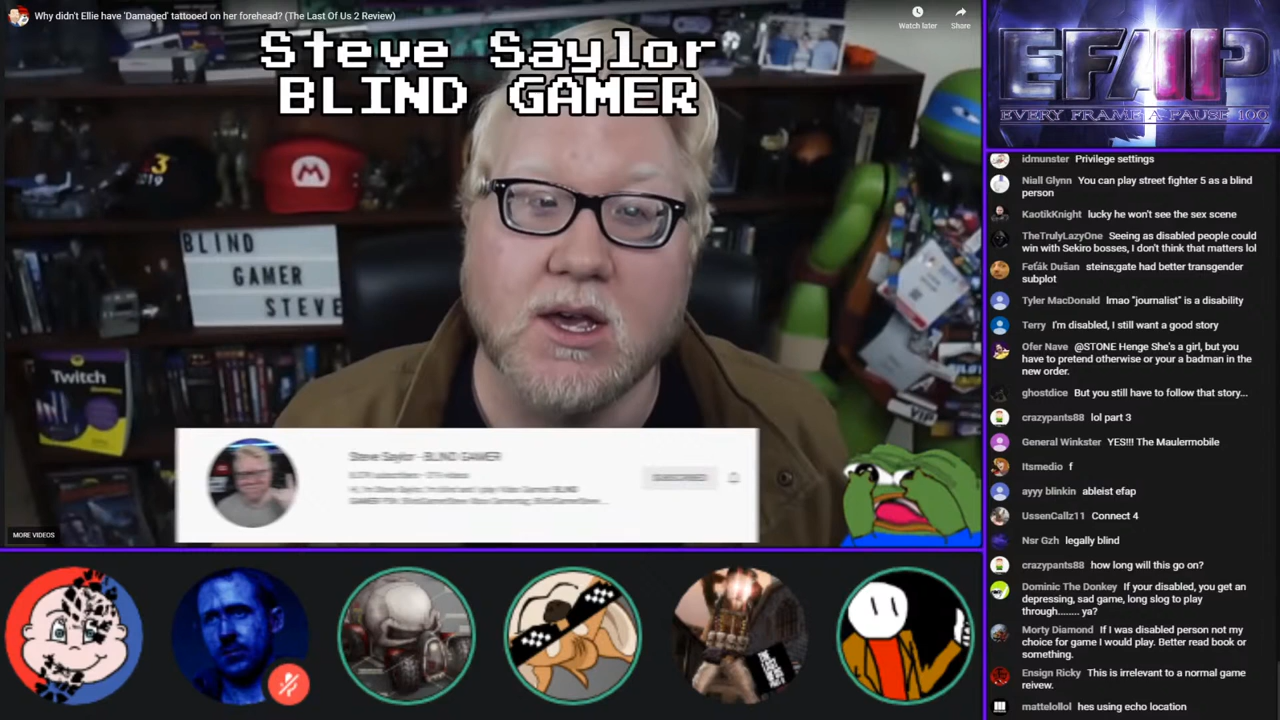 Why didn't Ellie have 'Damaged' tattooed on her forehead? (The Last Of Us 2 Review)
Watch later
Share
Steve Saylor
BLIND GAMER
BLIND
GAMER
STEVE
Twitch
Steve Saylor - BLIND GAMER
MORE VIDEOS
EFAP
EVERY FRAME A PAUSE 100
idmunster Privilege settings
Niall Glynn You can play street fighter 5 as a blind
person
KaotikKnight lucky he won't see the sex scene
TheTrulyLazyOne Seeing as disabled people could
win with Sekiro bosses, I don't think that matters lol
Feťák Dušan steins;gate had better transgender
subplot
Tyler MacDonald lmao "journalist" is a disability
Terry I'm disabled, I still want a good story
Ofer Nave @STONE Henge She's a girl, but you
have to pretend otherwise or your a badman in the
new order.
ghostdice But you still have to follow that story...
crazypants88 lol part 3
General Winkster YES!!! The Maulermobile
Itsmedio f
ayyy blinkin ableist efap
UssenCallz11 Connect 4
Nsr Gzh legally blind
crazypants88 how long will this go on?
Dominic The Donkey If your disabled, you get an
depressing, sad game, long slog to play
through........ ya?
Morty Diamond If I was disabled person not my
choice for game I would play. Better read book or
something.
Ensign Ricky This is irrelevant to a normal game
reivew.
mattelollol hes using echo location